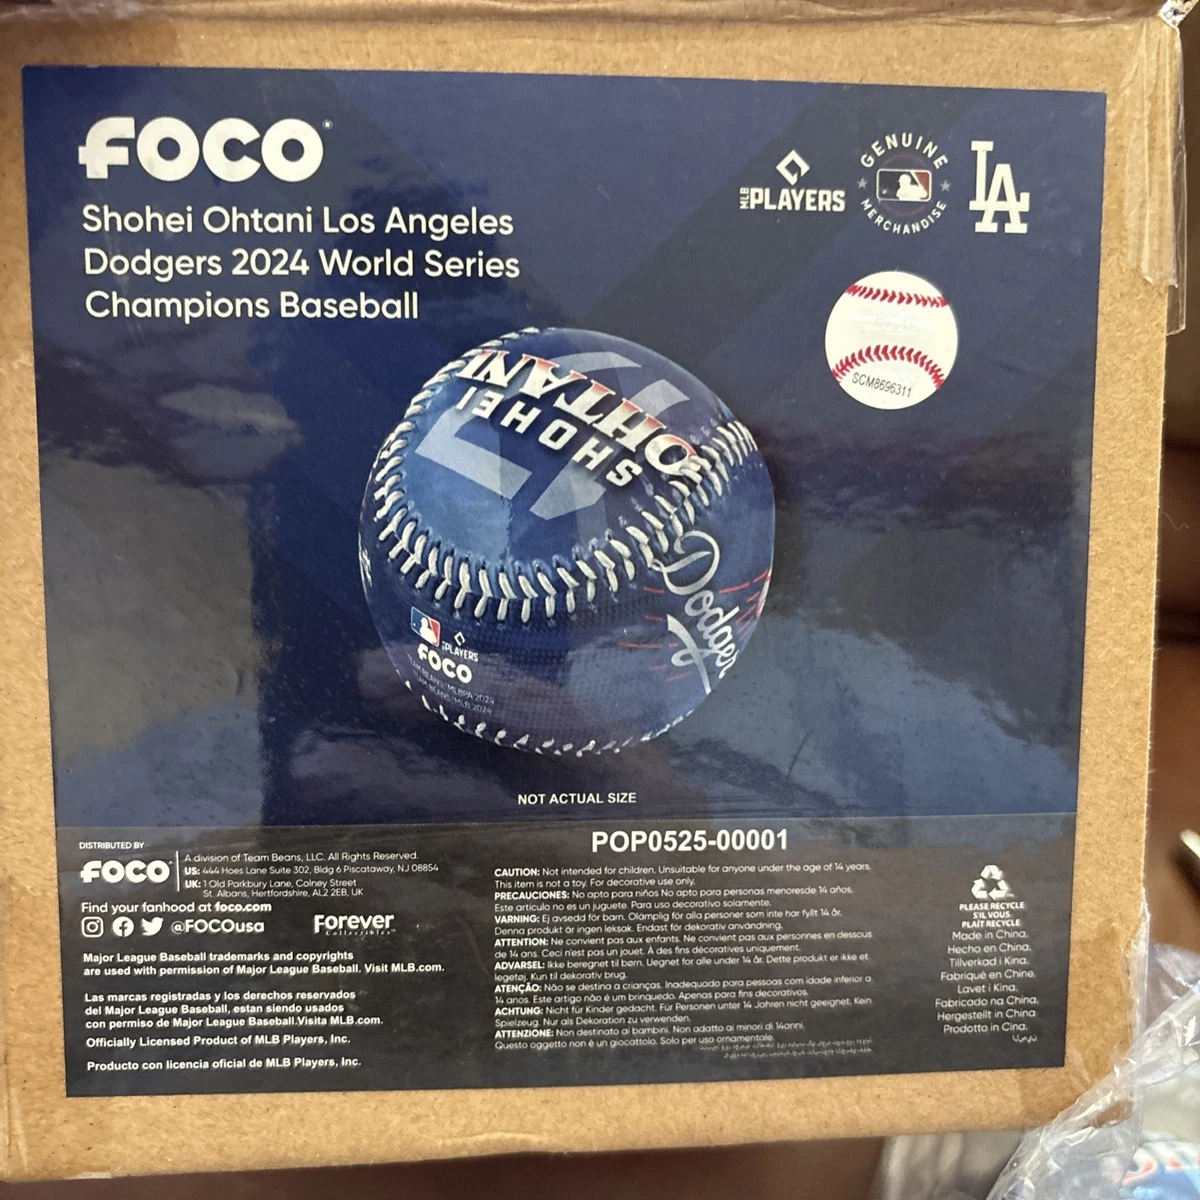 FOCO
Shohei Ohtani Los Angeles
Dodgers 2024 World Series
Champions Baseball
MLB PLAYERS
GENUINE
MERCHANDISE
LA
SCM8696311
SHOHEI
OHTANI
17
Dodgers
PLAYERS
FOCO
TEAM BEANS/MLBPA 2024
TEAM BEANS/MLB 2024
NOT ACTUAL SIZE
POP0525-00001
DISTRIBUTED BY
FOCO
A division of Team Beans, LLC. All Rights Reserved.
US: 444 Hoes Lane Suite 302, Bldg 6 Piscataway, NJ 08854
UK: 1 Old Parkbury Lane, Colney Street
St. Albans, Hertfordshire, AL2 2EB, UK
Find your fanhood at foco.com
@FOCOusa
Forever
Collectibles
Major League Baseball trademarks and copyrights
are used with permission of Major League Baseball. Visit MLB.com.
Las marcas registradas y los derechos reservados
del Major League Baseball, estan siendo usados
con permiso de Major League Baseball.Visita MLB.com.
Officially Licensed Product of MLB Players, Inc.
Producto con licencia oficial de MLB Players, Inc.
CAUTION: Not intended for children. Unsuitable for anyone under the age of 14 years.
This item is not a toy. For decorative use only.
PRECAUCIONES: No apto para niños No apto para personas menoresde 14 años.
Este artículo no es un juguete. Para uso decorativo solamente.
VARNING: Ej avsedd för barn. Olämplig för alla personer som inte har fyllt 14 år.
Denna produkt är ingen leksak. Endast för dekorativ användning.
ATTENTION: Ne convient pas aux enfants. Ne convient pas aux personnes en dessous
de 14 ans. Ceci n'est pas un jouet. À des fins décoratives uniquement.
ADVARSEL: Ikke beregnet til børn. Uegnet for alle under 14 år. Dette produkt er ikke et
legetøj. Kun til dekorativ brug.
ATENÇÃO: Não se destina a crianças. Inadequado para pessoas com idade inferior a
14 anos. Este artigo não é um brinquedo. Apenas para fins decorativos.
ACHTUNG: Nicht für Kinder gedacht. Für Personen unter 14 Jahren nicht geeignet. Kein
Spielzeug. Nur als Dekoration zu verwenden.
ATTENZIONE: Non destinato ai bambini. Non adatto ai minori di 14anni.
Questo oggetto non è un giocattolo. Solo per uso ornamentale.
PLEASE RECYCLE
S'IL VOUS
PLAÎT RECYCLE
Made in China.
Hecho en China.
Tillverkad i Kina.
Fabriqué en Chine.
Lavet i Kina.
Fabricado na China.
Hergestellt in China
Prodotto in Cina.